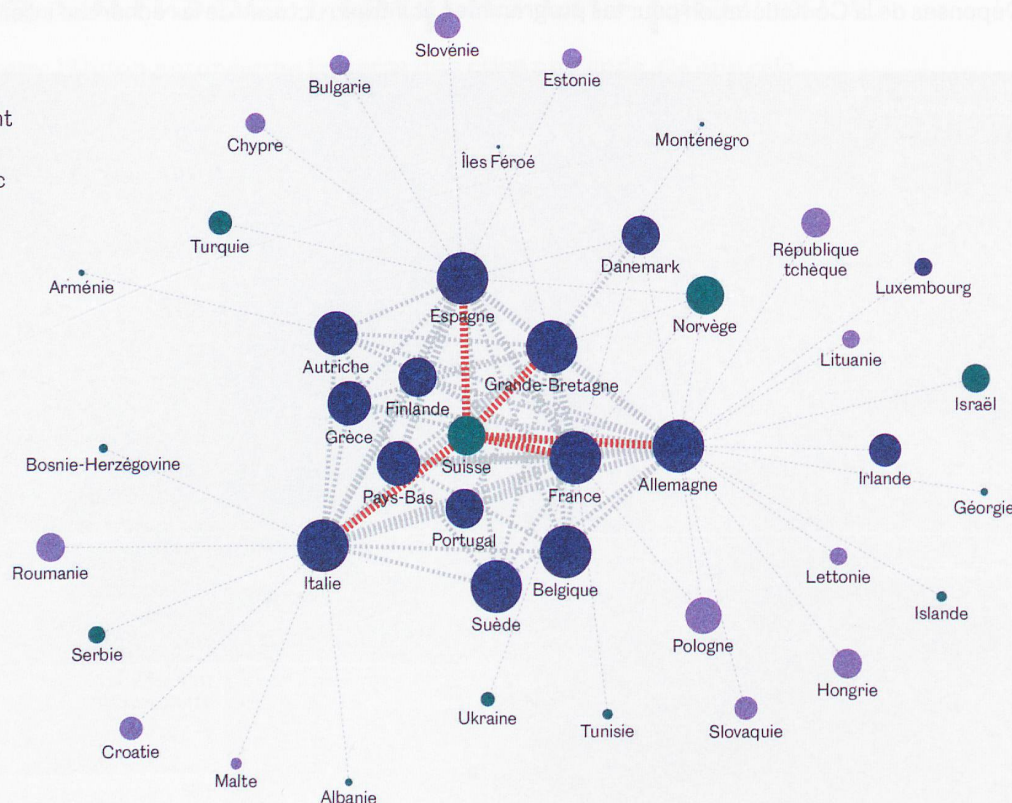 Slovénie
Estonie
Bulgarie
nt
Monténégro
Chypre
Îles Féroé
c
Turquie
République
tchèque
Danemark
Arménie
Luxembourg
Espagne
Norvège
Lituanie
Autriche
Grande-Bretagne
Israël
Finlande
Grèce
Bosnie-Herzégovine
Suisse
Irlande
Allemagne
Pays-Bas
France
Géorgie
Portugal
Roumanie
Italie
Lettonie
Belgique
Islande
Suède
Pologne
Serbie
Hongrie
Ukraine
Tunisie
Slovaquie
Croatie
Malte
Albanie